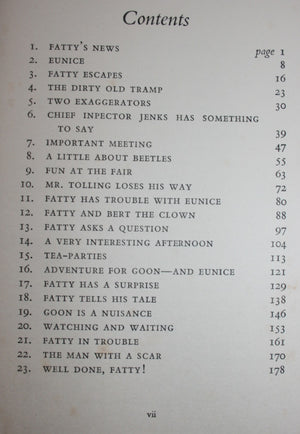 Contents
1. FATTY'S NEWS page 1
2. EUNICE 8
3. FATTY ESCAPES 16
4. THE DIRTY OLD TRAMP 23
5. TWO EXAGGERATORS 30
6. CHIEF INPECTOR JENKS HAS SOMETHING
TO SAY 39
7. IMPORTANT MEETING 47
8. A LITTLE ABOUT BEETLES 55
9. FUN AT THE FAIR 63
10. MR. TOLLING LOSES HIS WAY 72
11. FATTY HAS TROUBLE WITH EUNICE 80
12. FATTY AND BERT THE CLOWN 88
13. FATTY ASKS A QUESTION 97
14. A VERY INTERESTING AFTERNOON 104
15. TEA-PARTIES 113
16. ADVENTURE FOR GOON—AND EUNICE 121
17. FATTY HAS A SURPRISE 129
18. FATTY TELLS HIS TALE 138
19. GOON IS A NUISANCE 146
20. WATCHING AND WAITING 153
21. FATTY IN TROUBLE 161
22. THE MAN WITH A SCAR 170
23. WELL DONE, FATTY! 178
vii